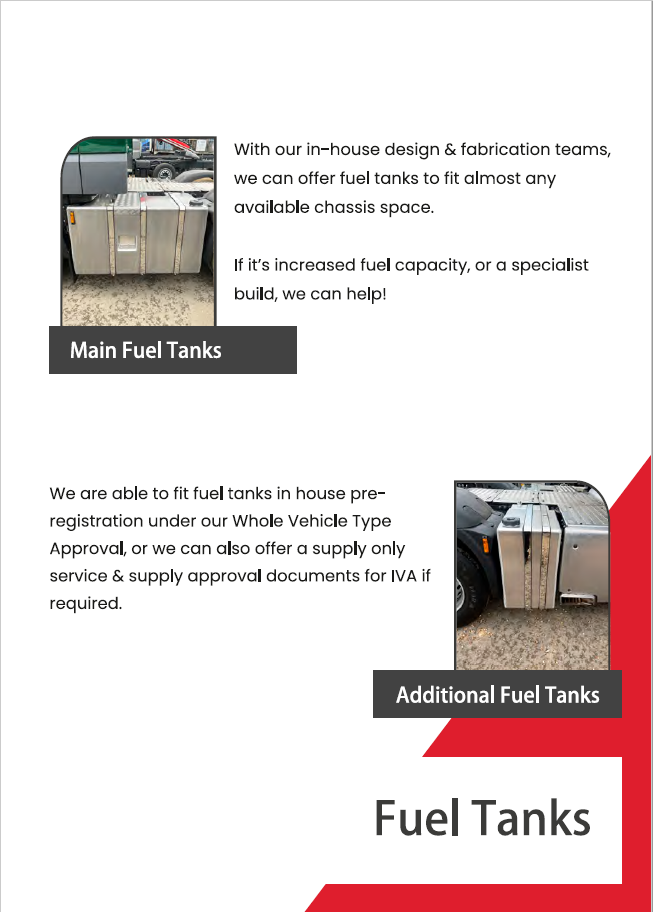 With our in-house design & fabrication teams,
we can offer fuel tanks to fit almost any
available chassis space.
If it's increased fuel capacity, or a specialist
build, we can help!
Main Fuel Tanks
We are able to fit fuel tanks in house pre-
registration under our Whole Vehicle Type
Approval, or we can also offer a supply only
service & supply approval documents for IVA if
required.
Additional Fuel Tanks
Fuel Tanks